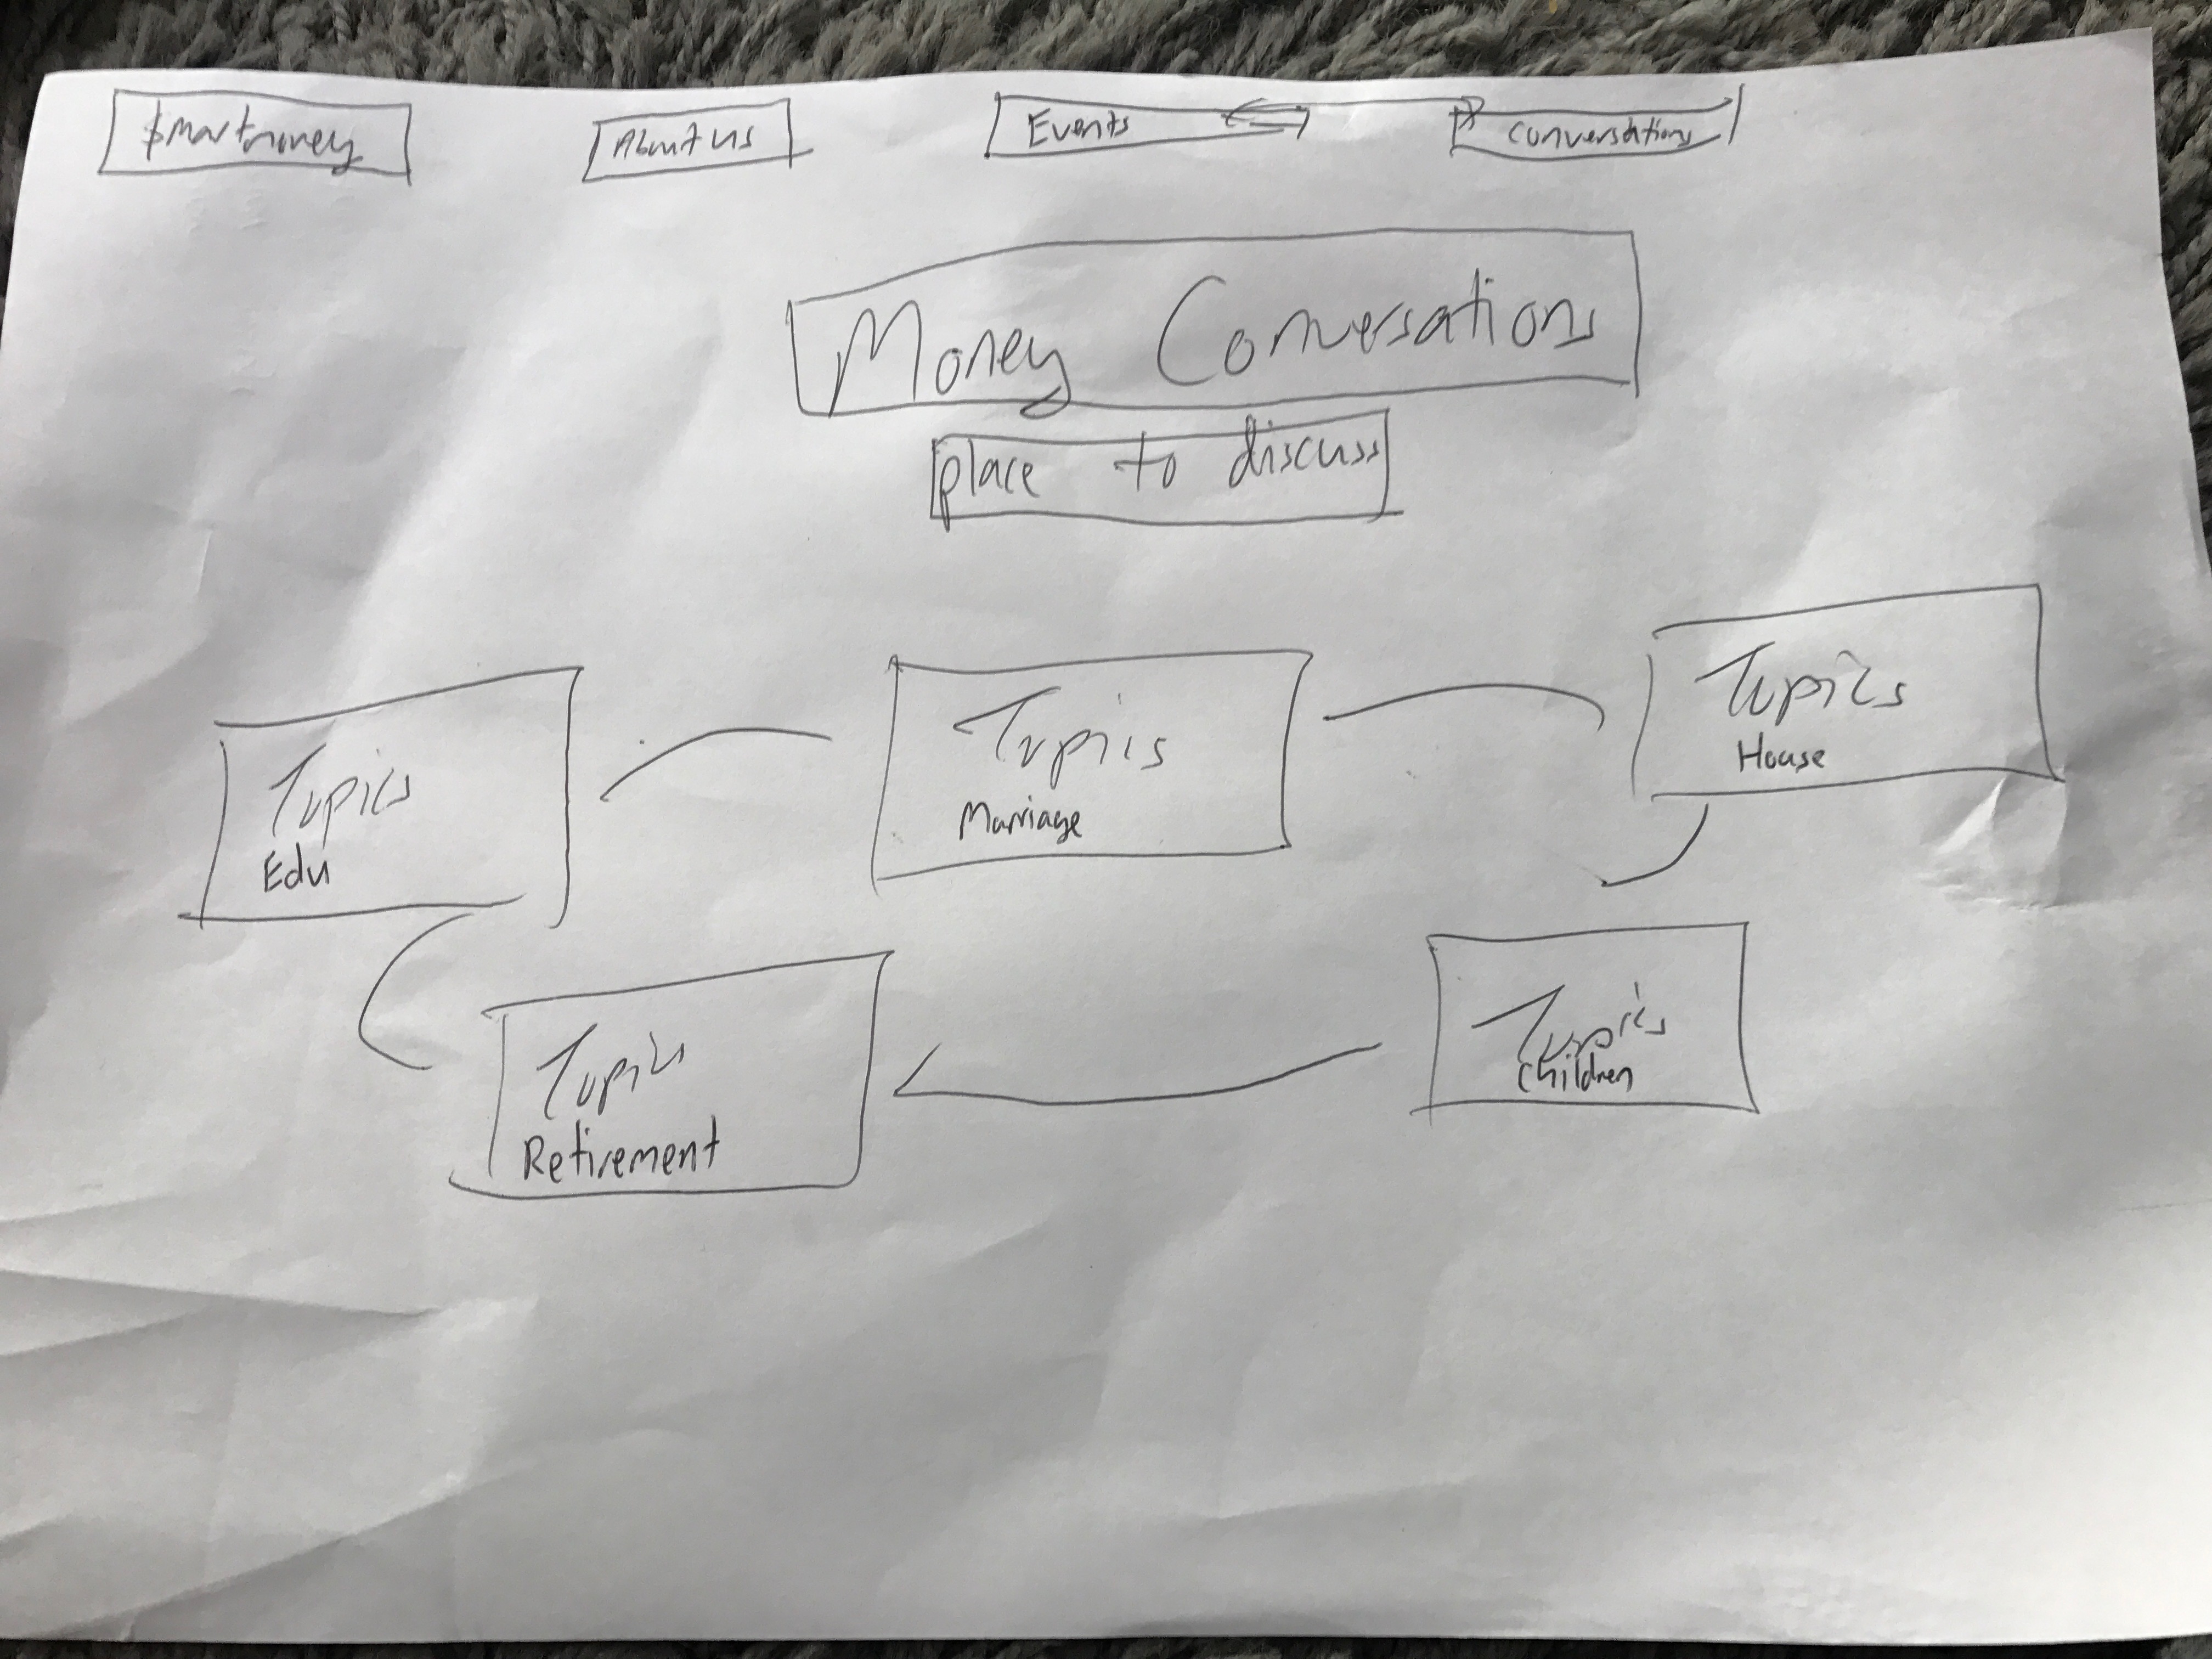 $martmoney
About us
Events
Conversations
Money Conversations
place to discuss
Topics
Edu
Topics
Marriage
Topics
House
Topics
Retirement
Topics
Children